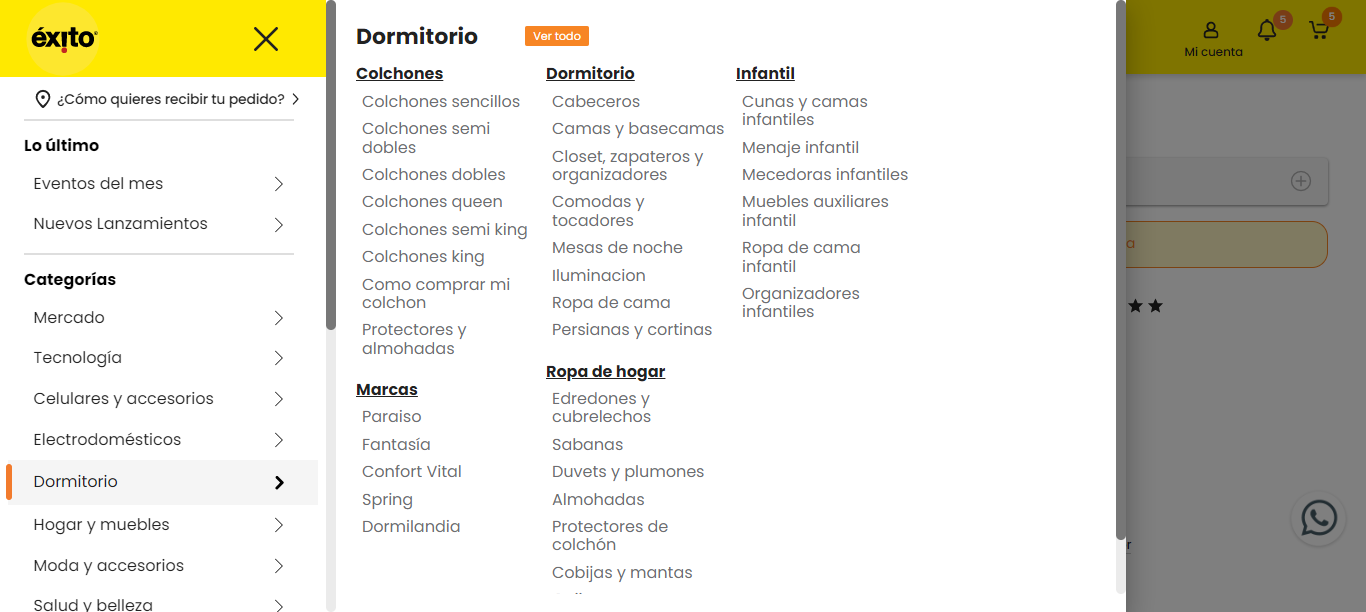 éxito
¿Cómo quieres recibir tu pedido?
Lo último
Eventos del mes
Nuevos Lanzamientos
Categorías
Mercado
Tecnología
Celulares y accesorios
Electrodomésticos
Dormitorio
Hogar y muebles
Moda y accesorios
Salud y belleza
Dormitorio
Ver todo
Colchones
Colchones sencillos
Colchones semi
dobles
Colchones dobles
Colchones queen
Colchones semi king
Colchones king
Como comprar mi
colchon
Protectores y
almohadas
Marcas
Paraiso
Fantasía
Confort Vital
Spring
Dormilandia
Dormitorio
Cabeceros
Camas y basecamas
Closet, zapateros y
organizadores
Comodas y
tocadores
Mesas de noche
Iluminacion
Ropa de cama
Persianas y cortinas
Ropa de hogar
Edredones y
cubrelechos
Sabanas
Duvets y plumones
Almohadas
Protectores de
colchón
Cobijas y mantas
Infantil
Cunas y camas
infantiles
Menaje infantil
Mecedoras infantiles
Muebles auxiliares
infantil
Ropa de cama
infantil
Organizadores
infantiles
Mi cuenta
5
5
a
r